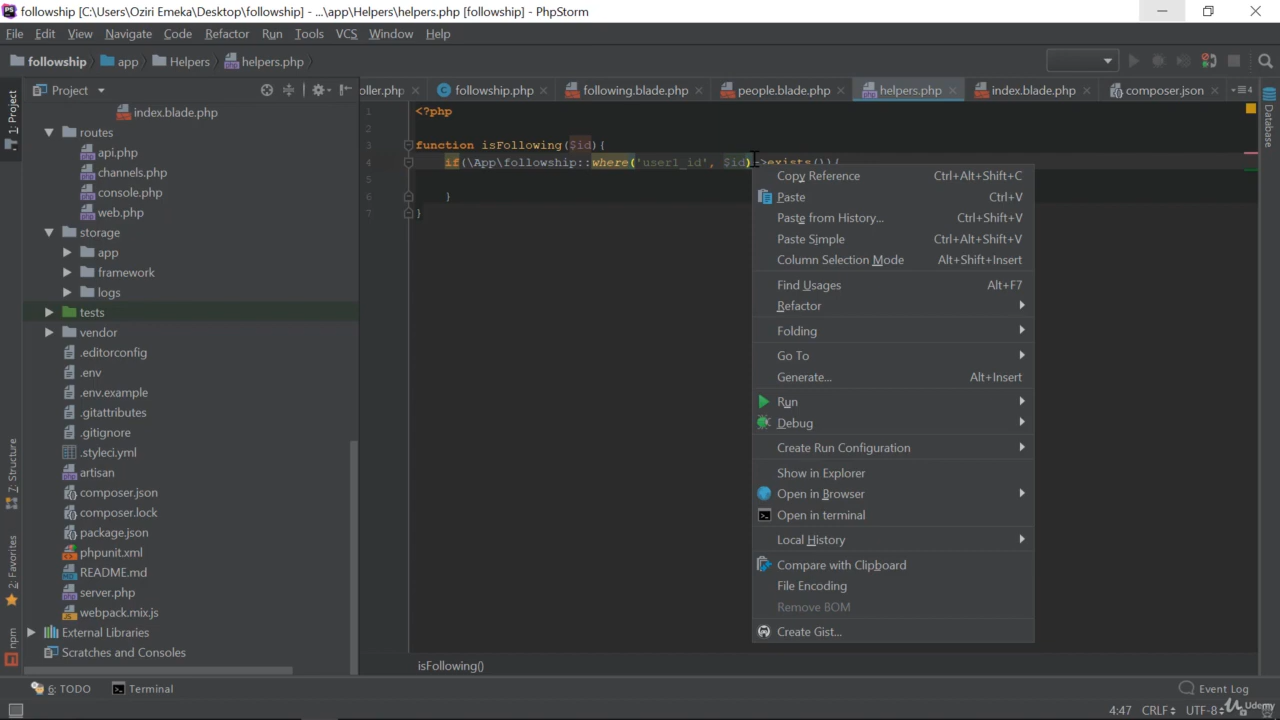 followship [C:\Users\Oziri Emeka\Desktop\followship] - ...\app\Helpers\helpers.php [followship] - PhpStorm
File Edit View Navigate Code Refactor Run Tools VCS Window Help
followship app Helpers helpers.php
Project
oller.php followship.php following.blade.php people.blade.php helpers.php index.blade.php composer.json 4
1: Project
Database
index.blade.php
routes
api.php
channels.php
console.php
web.php
storage
app
framework
logs
tests
vendor
.editorconfig
.env
.env.example
.gitattributes
.gitignore
.styleci.yml
artisan
composer.json
composer.lock
package.json
phpunit.xml
README.md
server.php
webpack.mix.js
External Libraries
Scratches and Consoles
7: Structure
2: Favorites
npm
1 <?php
2
3 function isFollowing($id){
4 if(\App\followship::where('user1_id', $id)->exists()){
5
6 }
7 }
Copy Reference Ctrl+Alt+Shift+C
Paste Ctrl+V
Paste from History... Ctrl+Shift+V
Paste Simple Ctrl+Alt+Shift+V
Column Selection Mode Alt+Shift+Insert
Find Usages Alt+F7
Refactor
Folding
Go To
Generate... Alt+Insert
Run
Debug
Create Run Configuration
Show in Explorer
Open in Browser
Open in terminal
Local History
Compare with Clipboard
File Encoding
Remove BOM
Create Gist...
isFollowing()
6: TODO Terminal Event Log
4:47 CRLF UTF-8
Udemy